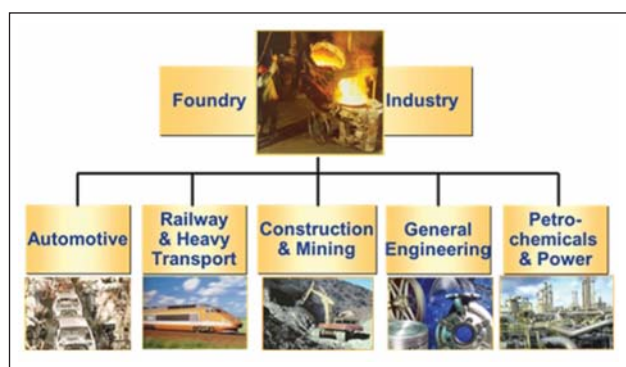 Foundry
Industry
Automotive
Railway
& Heavy
Transport
Construction
& Mining
General
Engineering
Petro-
chemicals
& Power